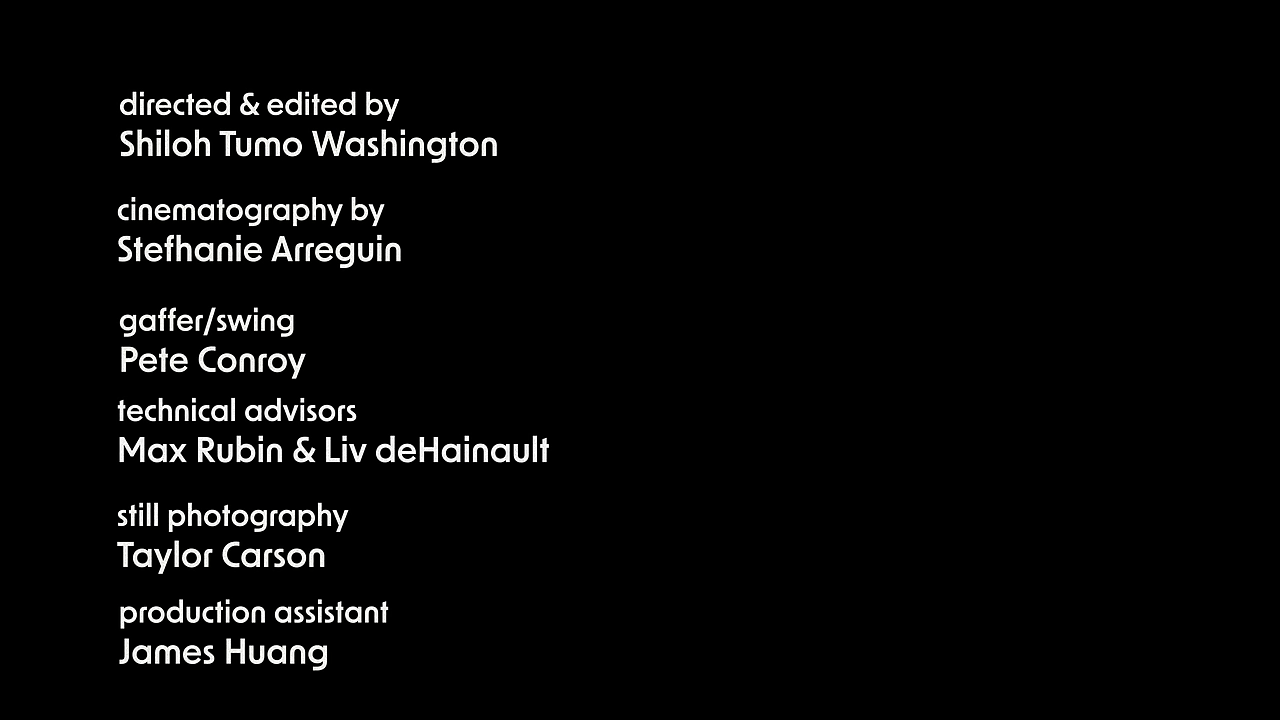 directed & edited by
Shiloh Tumo Washington
cinematography by
Stefhanie Arreguin
gaffer/swing
Pete Conroy
technical advisors
Max Rubin & Liv deHainault
still photography
Taylor Carson
production assistant
James Huang